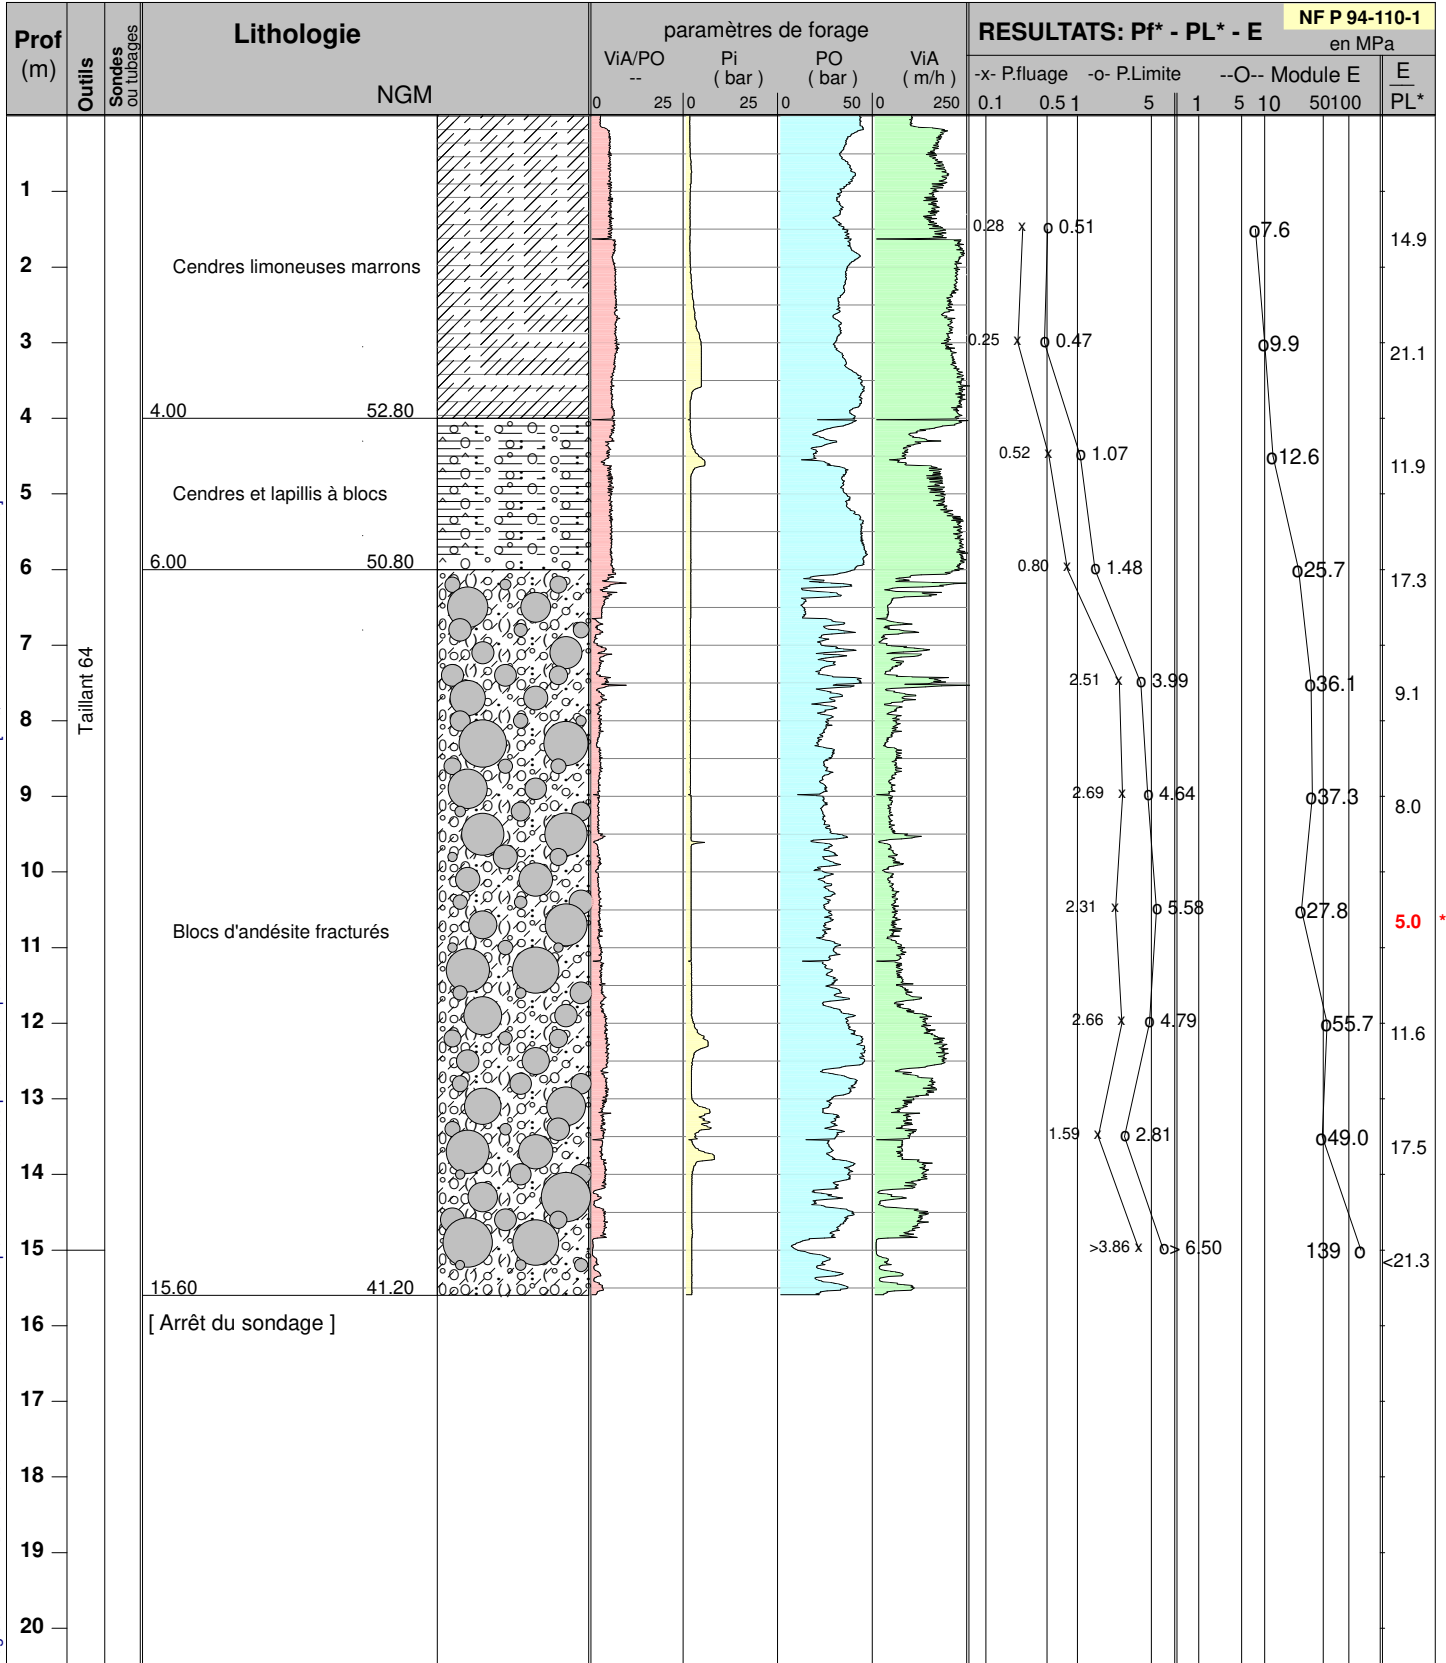 Prof
(m)
Outils
Sondes
ou tubages
Lithologie
NGM
paramètres de forage
ViA/PO
--
Pi
( bar )
PO
( bar )
ViA
( m/h )
0 25 0 25 0 50 0 250
RESULTATS: Pf* - PL* - E
NF P 94-110-1
en MPa
-x- P.fluage -o- P.Limite --O-- Module E
E
PL*
0.1 0.5 1 5 1 5 10 50 100
1
0.28 x o 0.51 o 7.6 14.9
2
Cendres limoneuses marrons
3
0.25 x o 0.47 o 9.9 21.1
4.00 52.80
4
0.52 x o 1.07 o 12.6 11.9
Cendres et lapillis à blocs
5
6.00 50.80
6
0.80 x o 1.48 o 25.7 17.3
7
Taillant 64
2.51 x o 3.99 o 36.1 9.1
8
9
2.69 x o 4.64 o 37.3 8.0
10
2.31 x o 5.58 o 27.8 5.0 *
Blocs d'andésite fracturés
11
12
2.66 x o 4.79 o 55.7 11.6
13
1.59 x o 2.81 o 49.0 17.5
14
15
>3.86 x o > 6.50 139 o <21.3
15.60 41.20
[ Arrêt du sondage ]
16
17
18
19
20